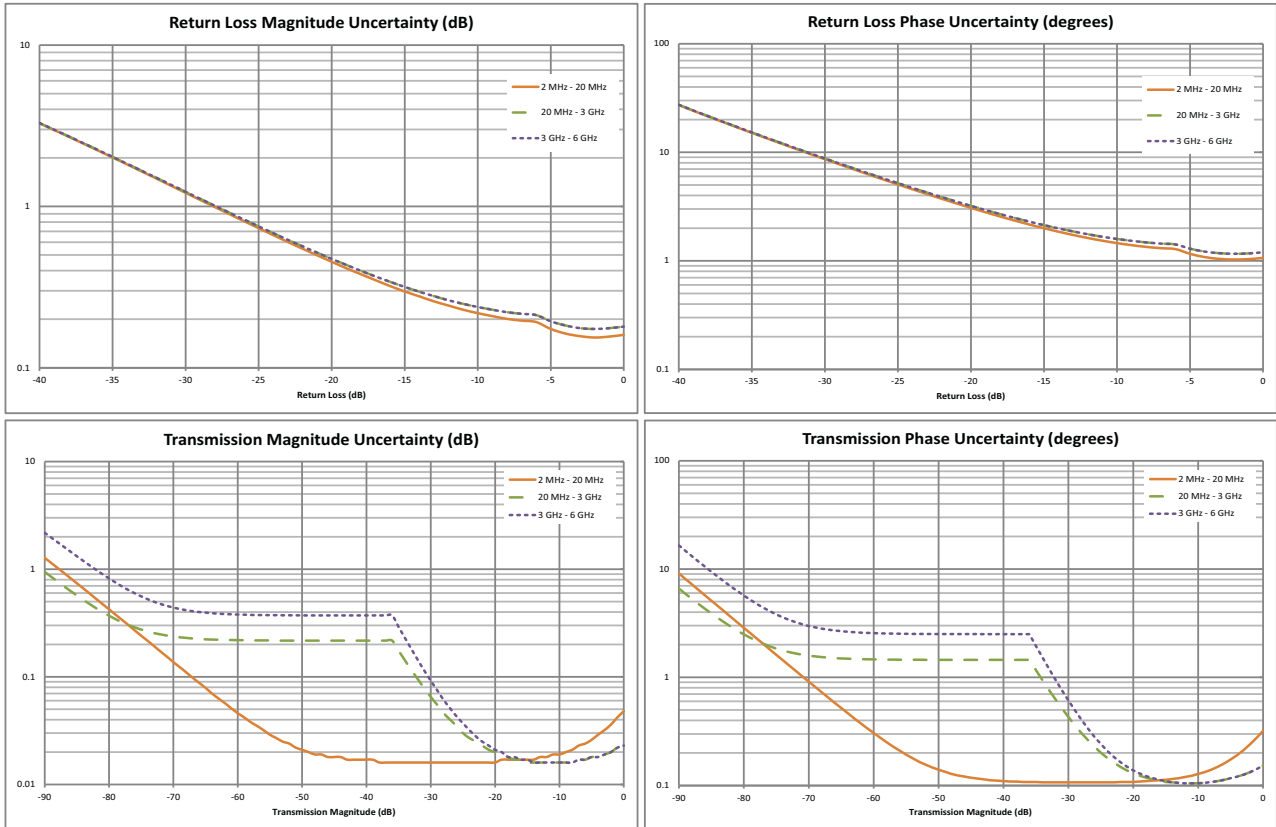 Return Loss Magnitude Uncertainty (dB)
10
1
0.1
2 MHz - 20 MHz
20 MHz - 3 GHz
3 GHz - 6 GHz
-40 -35 -30 -25 -20 -15 -10 -5 0
Return Loss (dB)
Return Loss Phase Uncertainty (degrees)
100
10
1
0.1
2 MHz - 20 MHz
20 MHz - 3 GHz
3 GHz - 6 GHz
-40 -35 -30 -25 -20 -15 -10 -5 0
Return Loss (dB)
Transmission Magnitude Uncertainty (dB)
10
1
0.1
0.01
2 MHz - 20 MHz
20 MHz - 3 GHz
3 GHz - 6 GHz
-90 -80 -70 -60 -50 -40 -30 -20 -10 0
Transmission Magnitude (dB)
Transmission Phase Uncertainty (degrees)
100
10
1
0.1
2 MHz - 20 MHz
20 MHz - 3 GHz
3 GHz - 6 GHz
-90 -80 -70 -60 -50 -40 -30 -20 -10 0
Transmission Magnitude (dB)